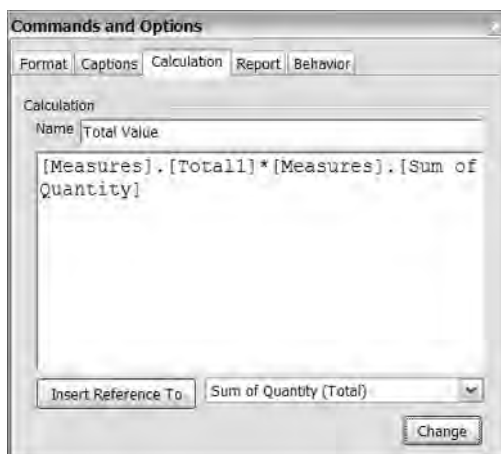 Commands and Options
Format Captions Calculation Report Behavior
Calculation
Name Total Value
[Measures].[Total1]*[Measures].[Sum of
Quantity]
Insert Reference To Sum of Quantity (Total)
Change